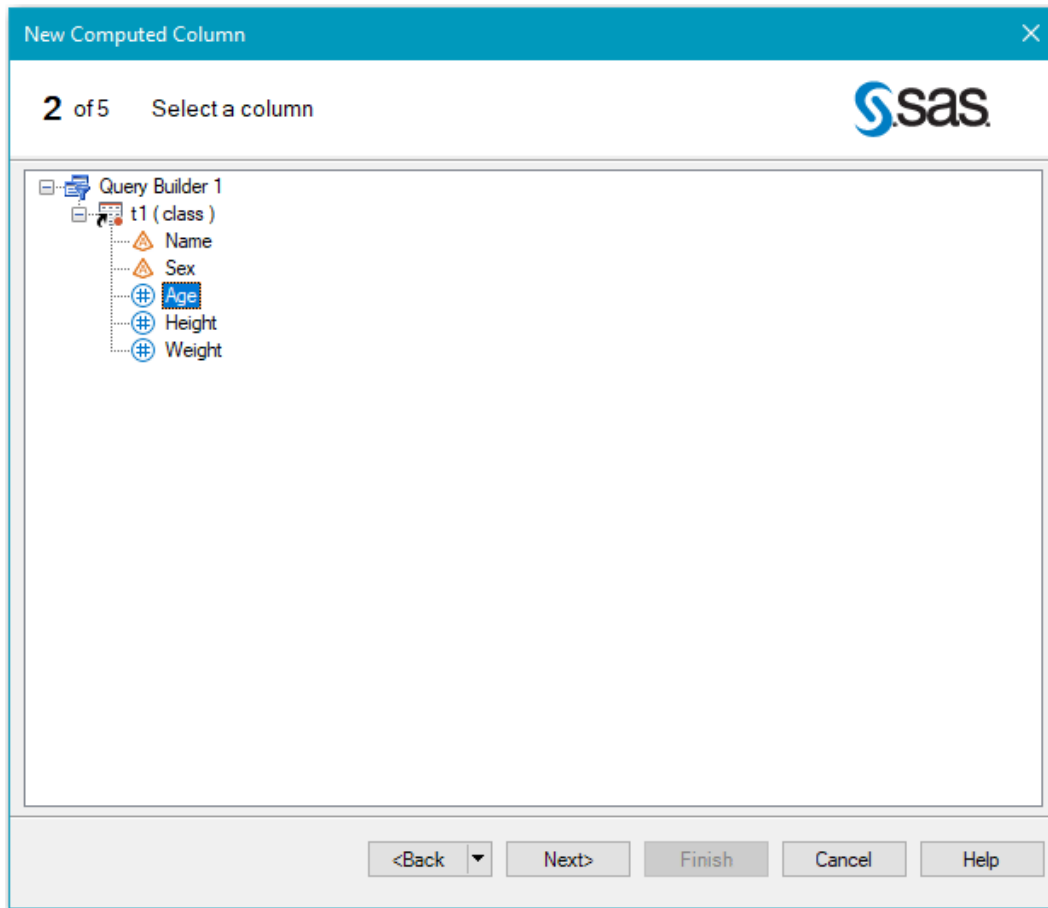 New Computed Column
2 of 5 Select a column
sas
Query Builder 1
t1 ( class )
Name
Sex
Age
Height
Weight
<Back Next> Finish Cancel Help